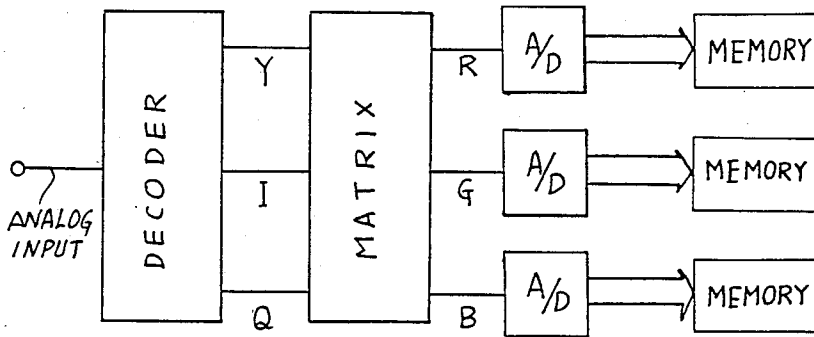 ANALOG
INPUT
DECODER
Y
I
Q
MATRIX
R
G
B
A/D
MEMORY
A/D
MEMORY
A/D
MEMORY